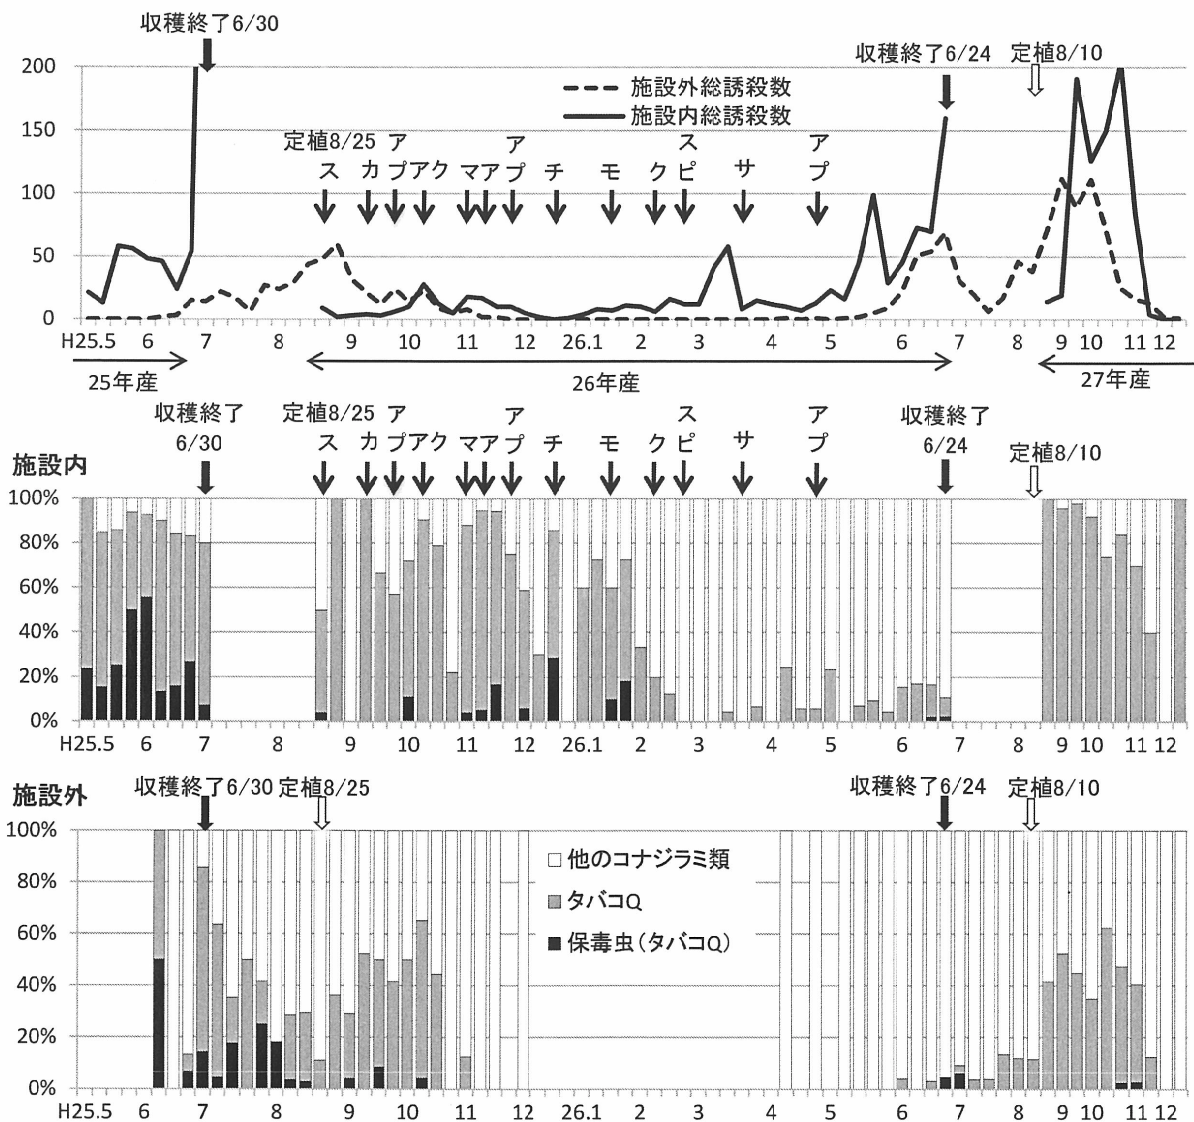 収穫終了6/30
収穫終了6/24 定植8/10
200
150
100
50
0
施設外総誘殺数
施設内総誘殺数
定植8/25
ス カ アプ アク マ ア アプ チ モ ク スピ サ アプ
H25.5 6 7 8 9 10 11 12 26.1 2 3 4 5 6 7 8 9 10 11 12
25年産 26年産 27年産
収穫終了
6/30
定植8/25
ス カ アプ アク マ ア アプ チ モ ク スピ サ アプ
収穫終了
6/24
定植8/10
施設内
100%
80%
60%
40%
20%
0%
H25.5 6 7 8 9 10 11 12 26.1 2 3 4 5 6 7 8 9 10 11 12
施設外
収穫終了6/30 定植8/25 収穫終了6/24 定植8/10
100%
80%
60%
40%
20%
0%
他のコナジラミ類
タバコQ
保毒虫(タバコQ)
H25.5 6 7 8 9 10 11 12 26.1 2 3 4 5 6 7 8 9 10 11 12